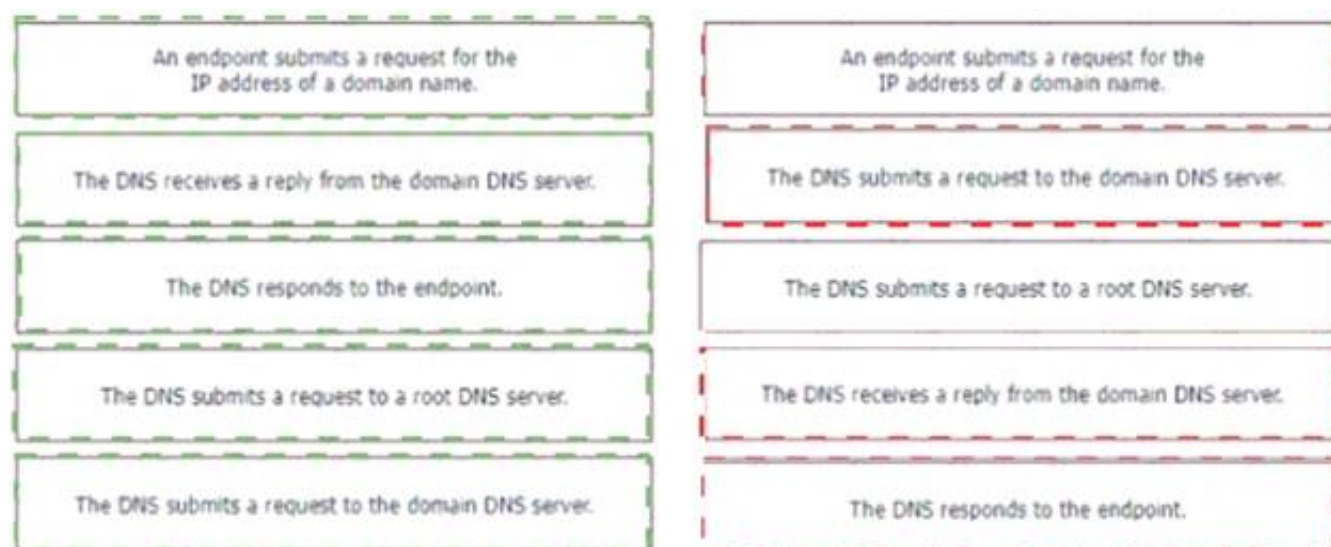 An endpoint submits a request for the
IP address of a domain name.
The DNS receives a reply from the domain DNS server.
The DNS responds to the endpoint.
The DNS submits a request to a root DNS server.
The DNS submits a request to the domain DNS server.
An endpoint submits a request for the
IP address of a domain name.
The DNS submits a request to the domain DNS server.
The DNS submits a request to a root DNS server.
The DNS receives a reply from the domain DNS server.
The DNS responds to the endpoint.